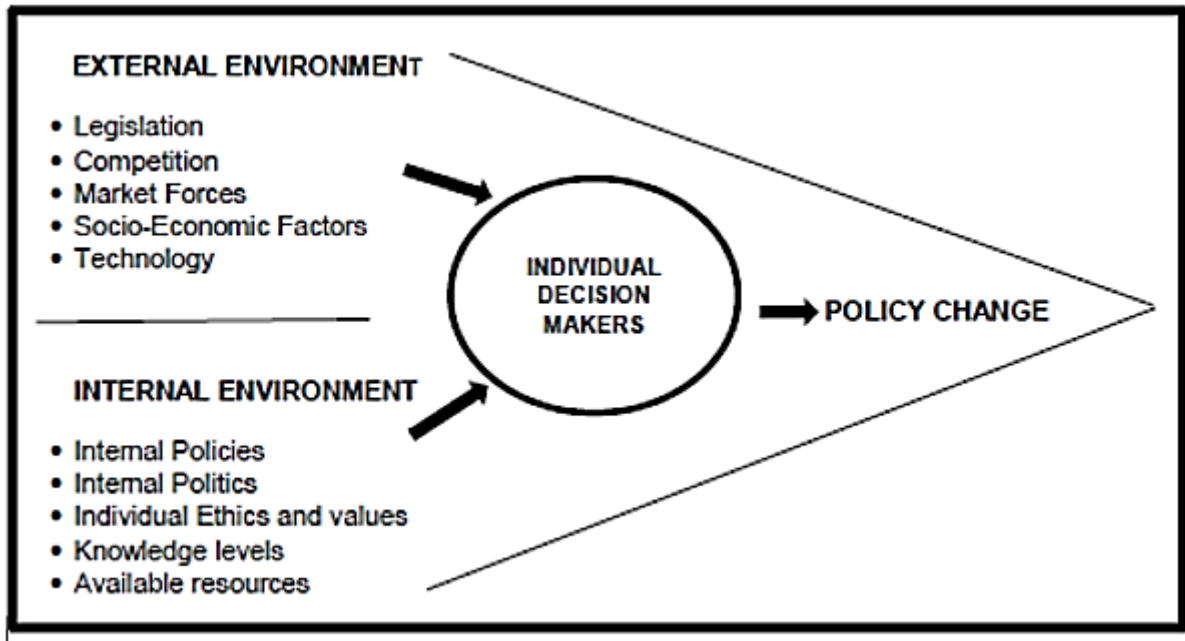 EXTERNAL ENVIRONMENT
• Legislation
• Competition
• Market Forces
• Socio-Economic Factors
• Technology
INTERNAL ENVIRONMENT
• Internal Policies
• Internal Politics
• Individual Ethics and values
• Knowledge levels
• Available resources
INDIVIDUAL
DECISION
MAKERS
POLICY CHANGE